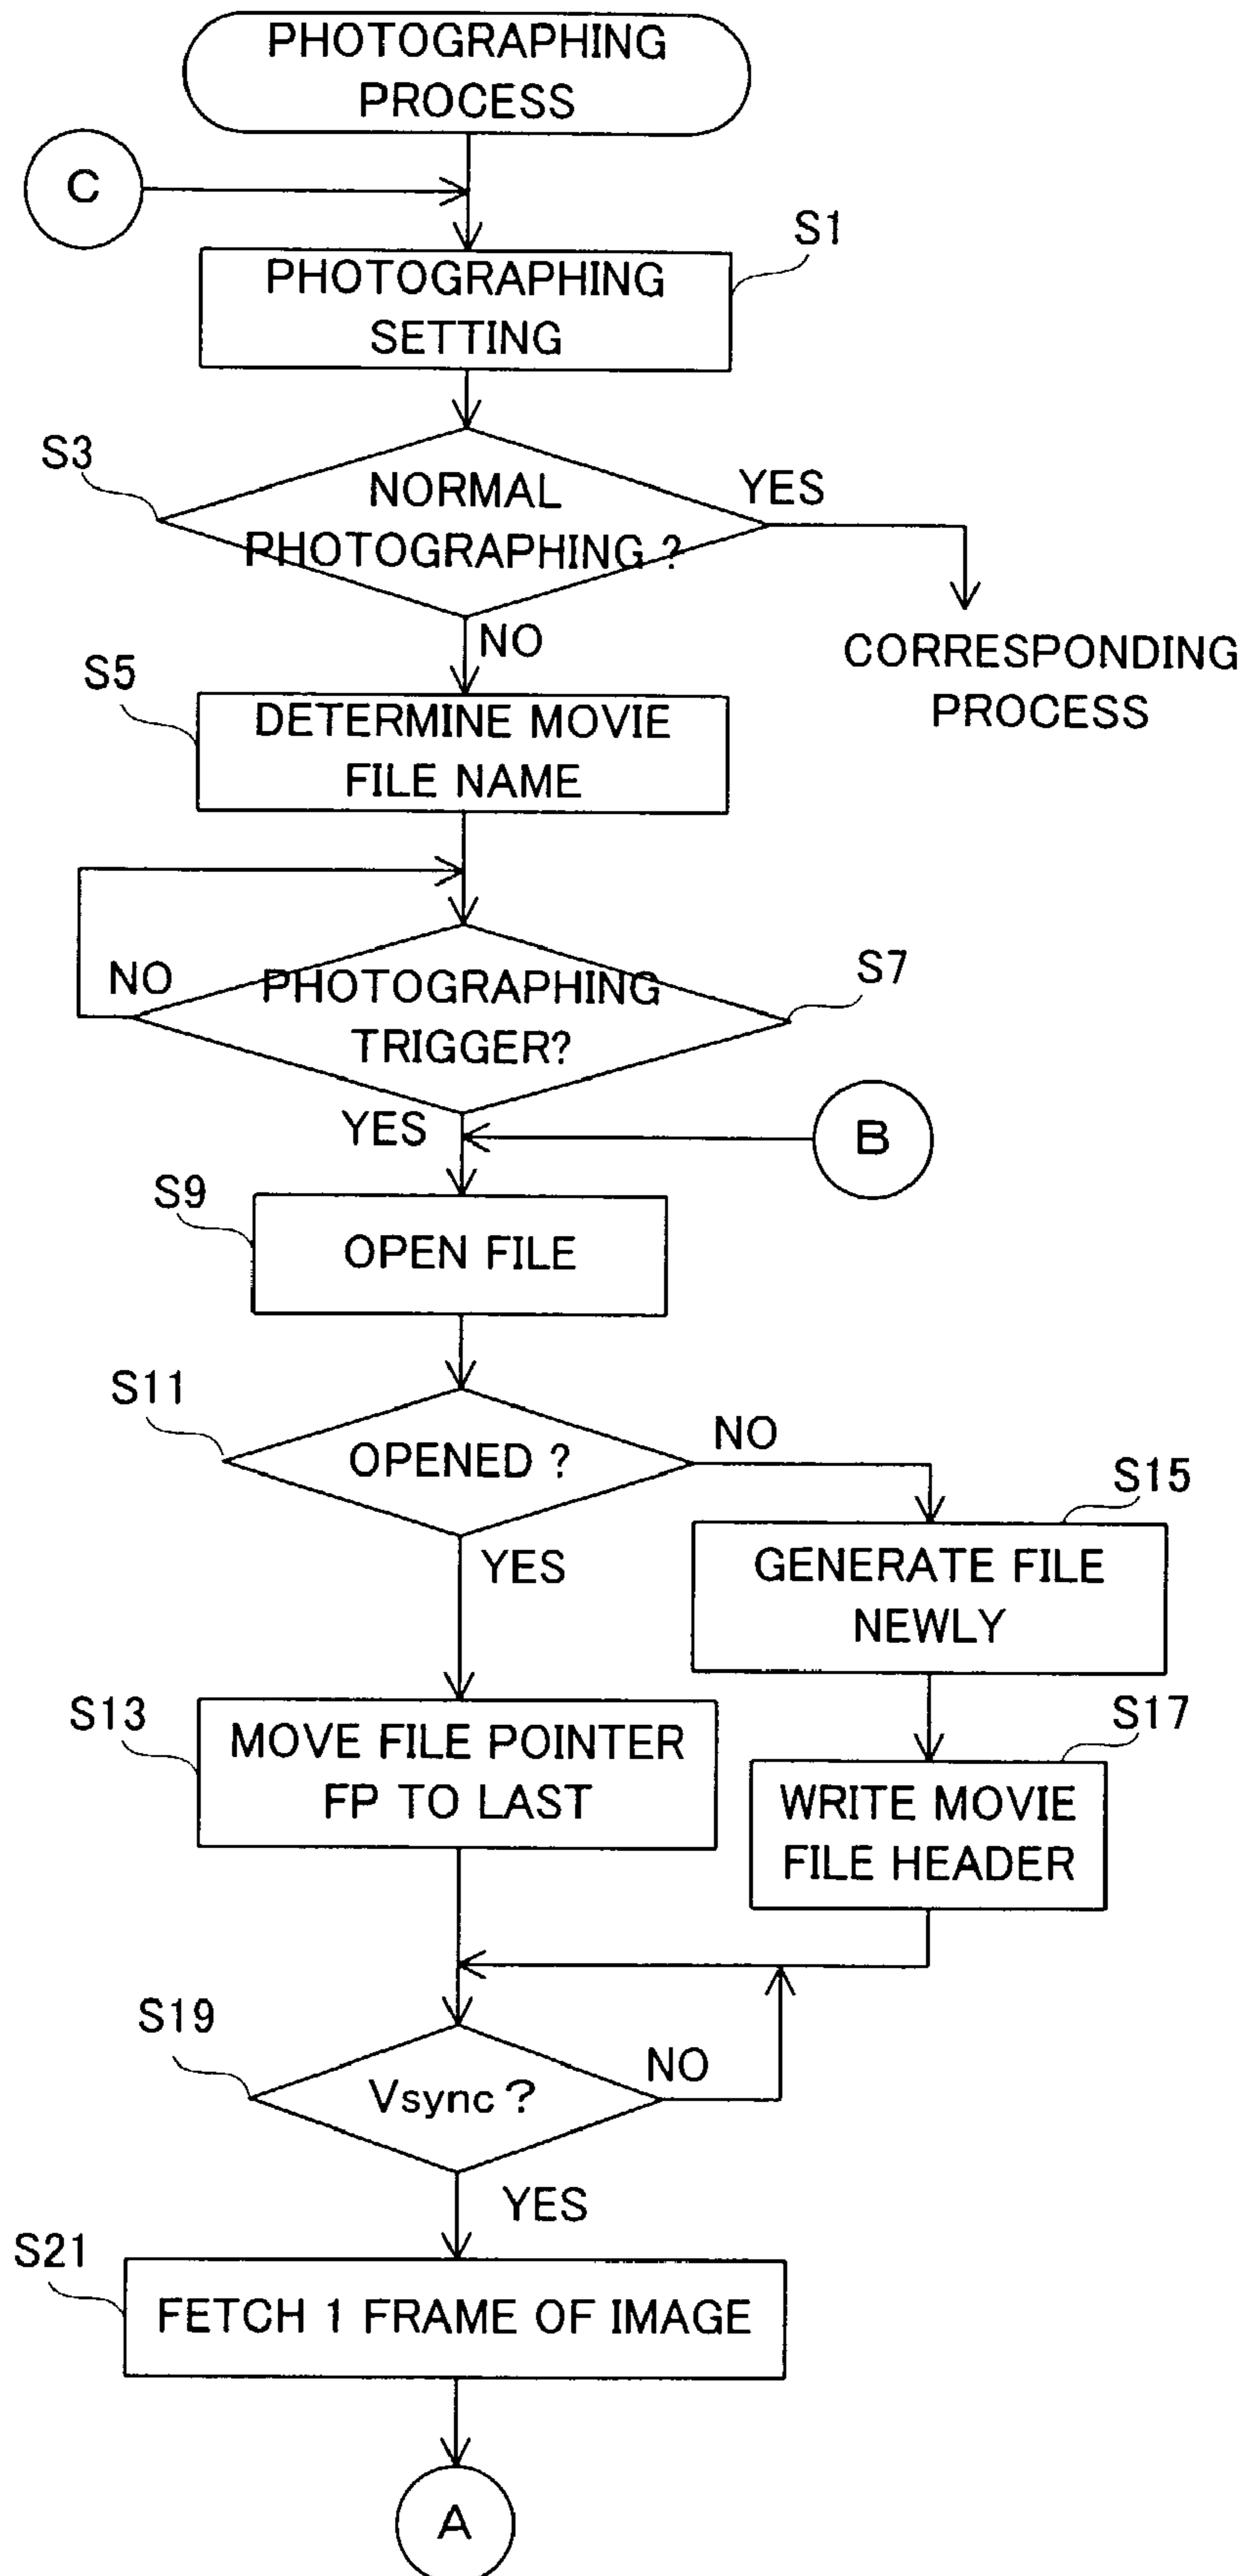 PHOTOGRAPHING
PROCESS
C
S1
PHOTOGRAPHING
SETTING
S3
NORMAL
PHOTOGRAPHING ?
YES
NO
CORRESPONDING
PROCESS
S5
DETERMINE MOVIE
FILE NAME
NO
PHOTOGRAPHING
TRIGGER?
S7
YES
B
S9
OPEN FILE
S11
OPENED ?
NO
YES
S15
GENERATE FILE
NEWLY
S13
MOVE FILE POINTER
FP TO LAST
S17
WRITE MOVIE
FILE HEADER
S19
Vsync ?
NO
YES
S21
FETCH 1 FRAME OF IMAGE
A